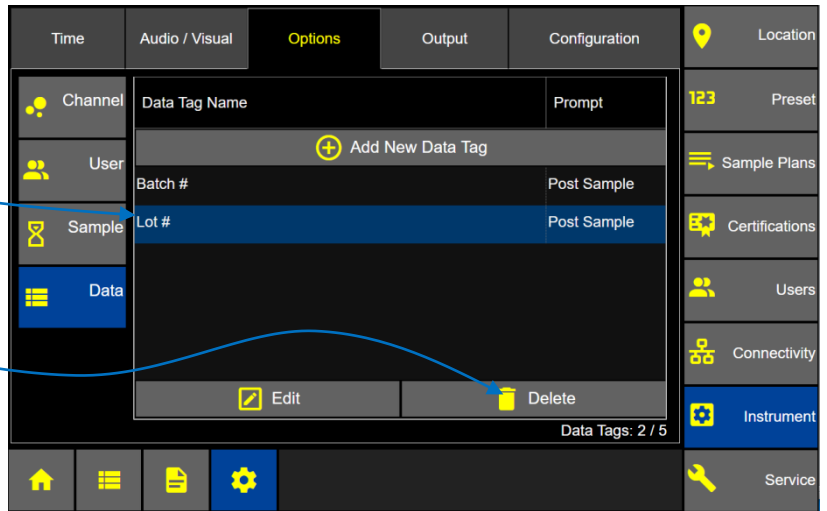 Time
Audio / Visual
Options
Output
Configuration
Channel
User
Sample
Data
Data Tag Name
Prompt
Add New Data Tag
Batch #
Post Sample
Lot #
Post Sample
Edit
Delete
Data Tags: 2 / 5
Location
123
Preset
Sample Plans
Certifications
Users
Connectivity
Instrument
Service